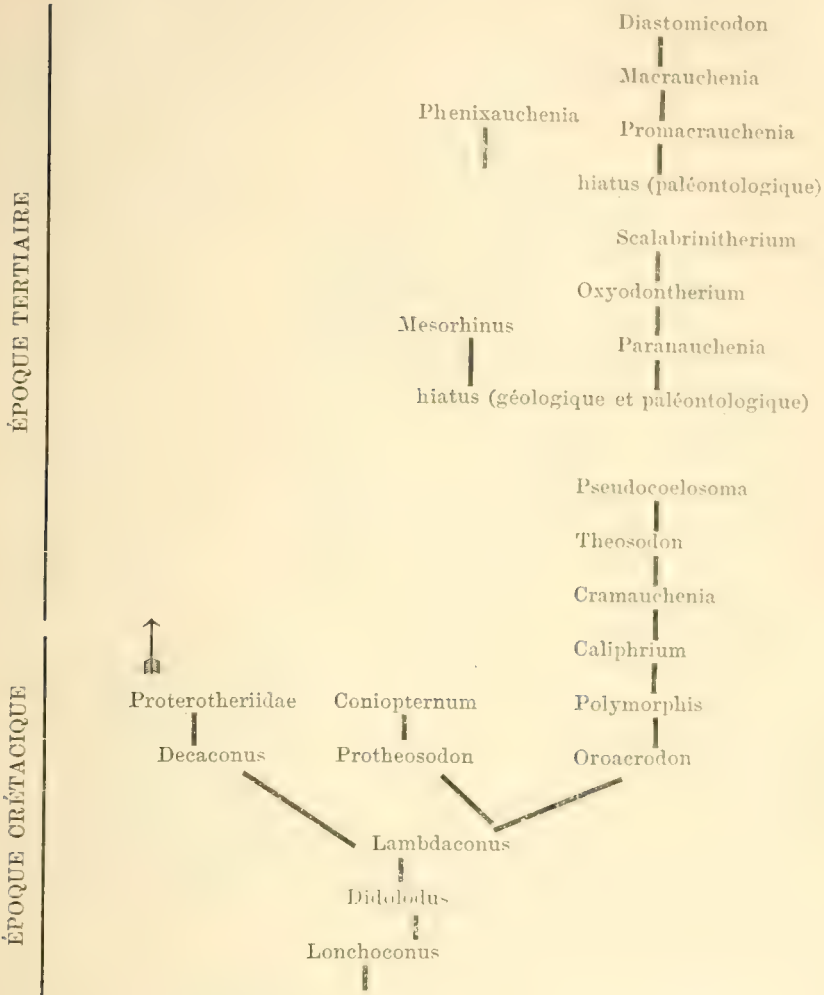 Diastomicodon
Macrauchenia
Phenixauchenia
Promacrauchenia
hiatus (paléontologique)
Scalabrinitherium
Oxyodontherium
Mesorhinus
Paranauchenia
hiatus (géologique et paléontologique)
ÉPOQUE TERTIAIRE
Pseudocoelosoma
Theosodon
Cramauchenia
Caliphrium
Proterotheriidae Coniopternum Polymorphis
Decaconus Protheosodon Oroacrodon
Lambdaconus
Didolodus
Lonchoconus
ÉPOQUE CRÉTACIQUE